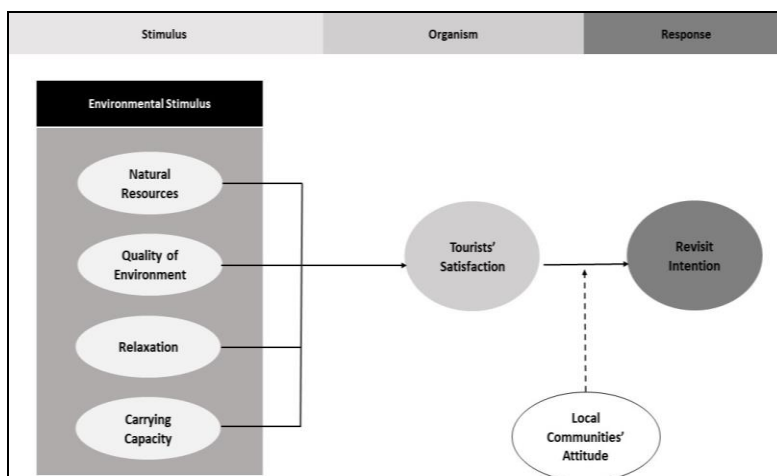 Stimulus
Organism
Response
Environmental Stimulus
Natural
Resources
Quality of
Environment
Relaxation
Carrying
Capacity
Tourists’
Satisfaction
Revisit
Intention
Local
Communities’
Attitude